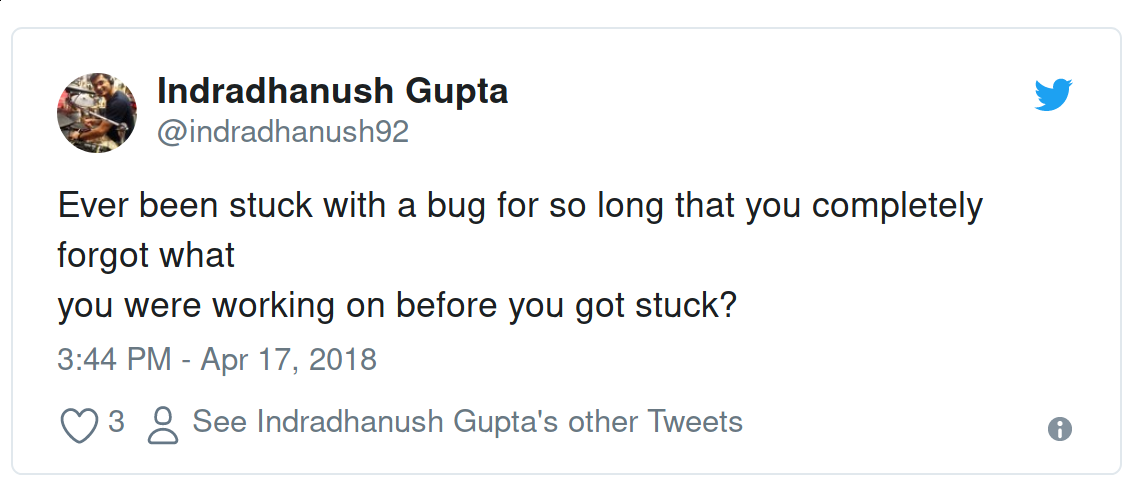 Indradhanush Gupta
@indradhanush92
Ever been stuck with a bug for so long that you completely
forgot what
you were working on before you got stuck?
3:44 PM - Apr 17, 2018
3 See Indradhanush Gupta's other Tweets